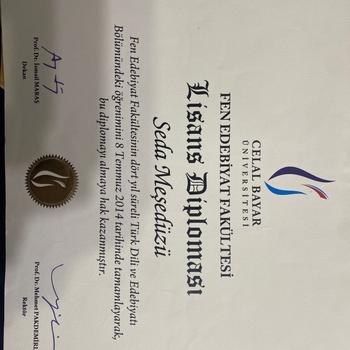 CELAL BAYAR
ÜNİVERSİTESİ
FEN EDEBİYAT FAKÜLTESİ
Lisans Diploması
Seda Meşedüzü
Fen Edebiyat Fakültesinin dört yıl süreli Türk Dili ve Edebiyatı
Bölümündeki öğrenimini 8 Temmuz 2014 tarihinde tamamlayarak,
bu diplomayı almaya hak kazanmıştır.
Prof. Dr. İsmail MARAŞ
Dekan
Prof. Dr. Mehmet PAKDEMİRLİ
Rektör